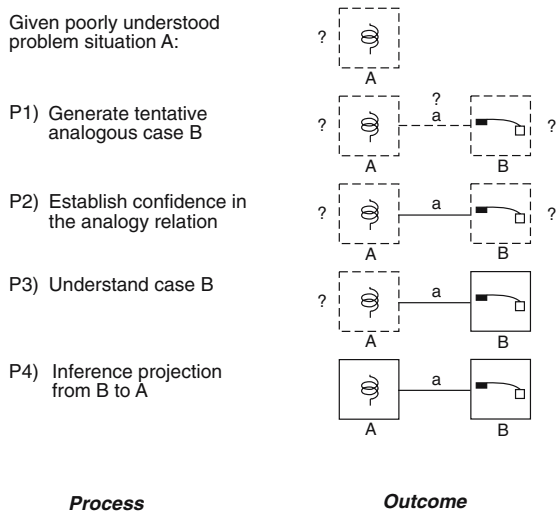 Given poorly understood
problem situation A:
?
A
P1) Generate tentative
analogous case B
?
?
a
?
A
B
P2) Establish confidence in
the analogy relation
?
a
?
A
B
P3) Understand case B
?
a
A
B
P4) Inference projection
from B to A
a
A
B
Process
Outcome